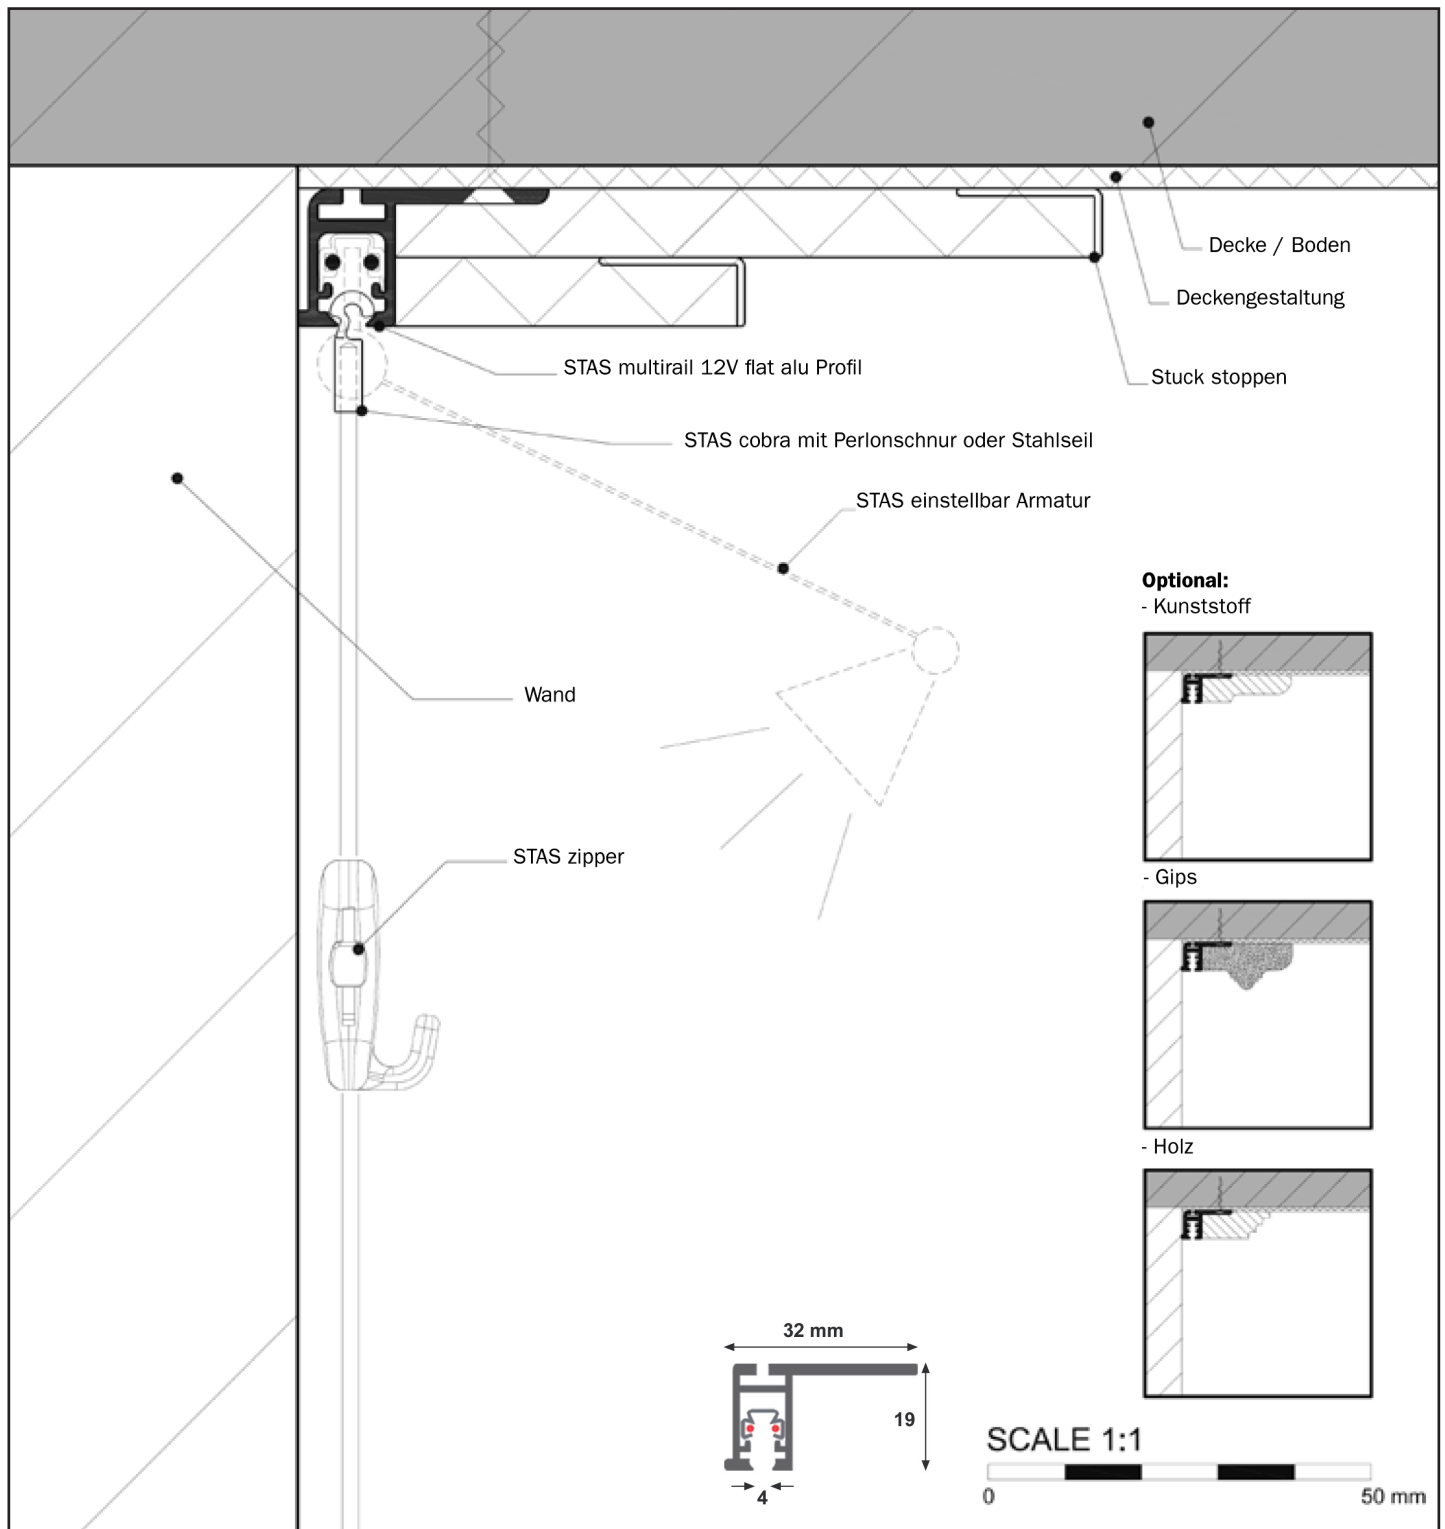 Decke / Boden
Deckengestaltung
STAS multirail 12V flat alu Profil
Stuck stoppen
STAS cobra mit Perlonschnur oder Stahlseil
STAS einstellbar Armatur
Optional:
- Kunststoff
Wand
STAS zipper
- Gips
- Holz
32 mm
19
4
SCALE 1:1
0
50 mm